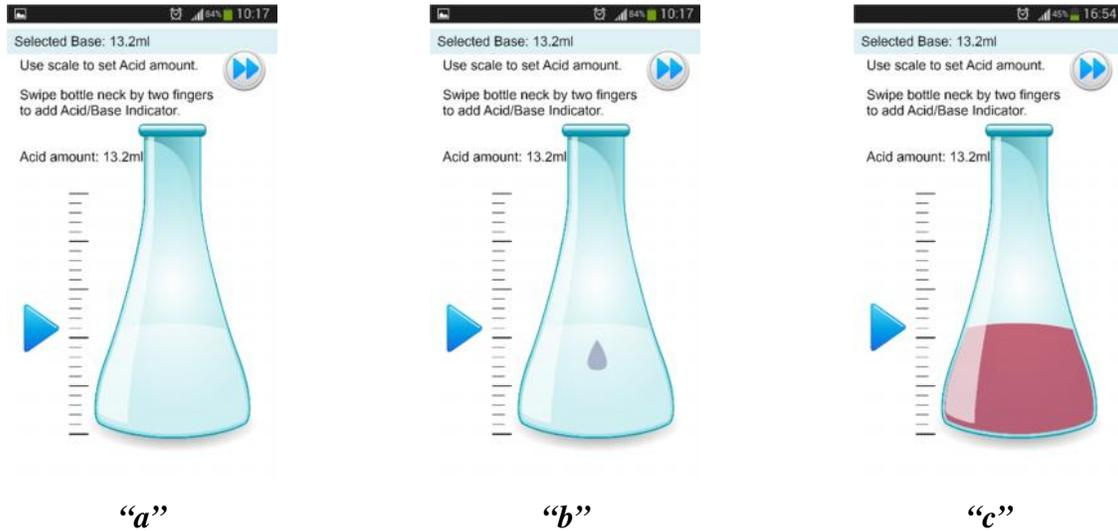 84% 10:17
Selected Base: 13.2ml
Use scale to set Acid amount.
Swipe bottle neck by two fingers
to add Acid/Base Indicator.
Acid amount: 13.2ml
“a”
84% 10:17
Selected Base: 13.2ml
Use scale to set Acid amount.
Swipe bottle neck by two fingers
to add Acid/Base Indicator.
Acid amount: 13.2ml
“b”
45% 16:54
Selected Base: 13.2ml
Use scale to set Acid amount.
Swipe bottle neck by two fingers
to add Acid/Base Indicator.
Acid amount: 13.2ml
“c”